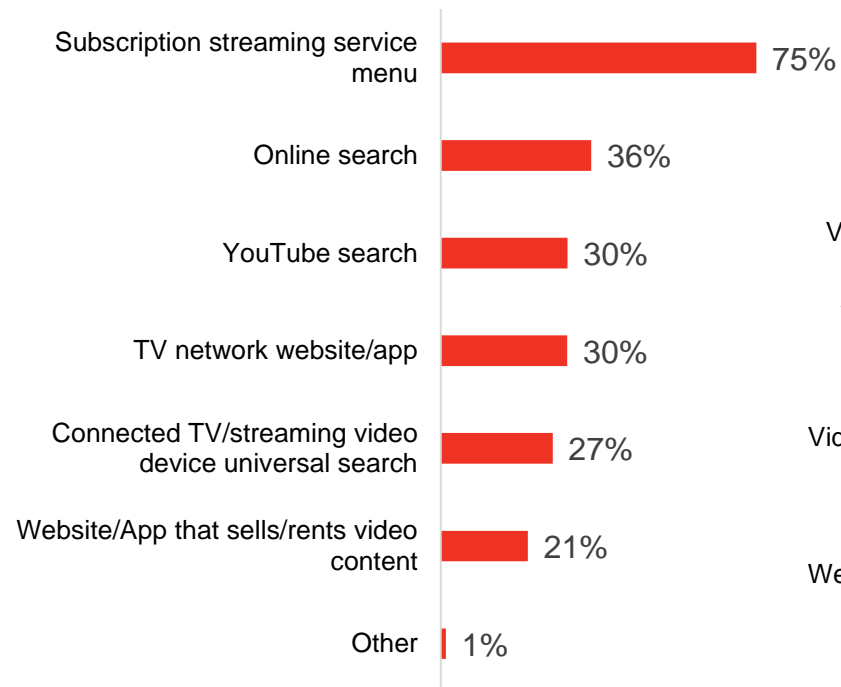 Subscription streaming service
menu
75%
Online search
36%
YouTube search
30%
TV network website/app
30%
Connected TV/streaming video
device universal search
27%
Website/App that sells/rents video
content
21%
Other
1%